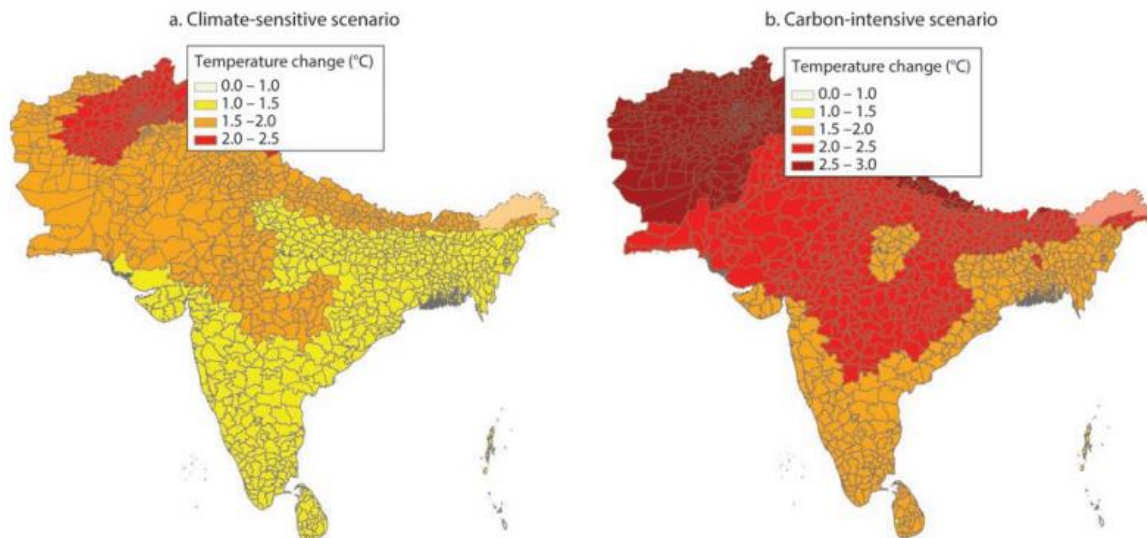 a. Climate-sensitive scenario
Temperature change (°C)
0.0 – 1.0
1.0 – 1.5
1.5 –2.0
2.0 – 2.5
b. Carbon-intensive scenario
Temperature change (°C)
0.0 – 1.0
1.0 – 1.5
1.5 –2.0
2.0 – 2.5
2.5 – 3.0